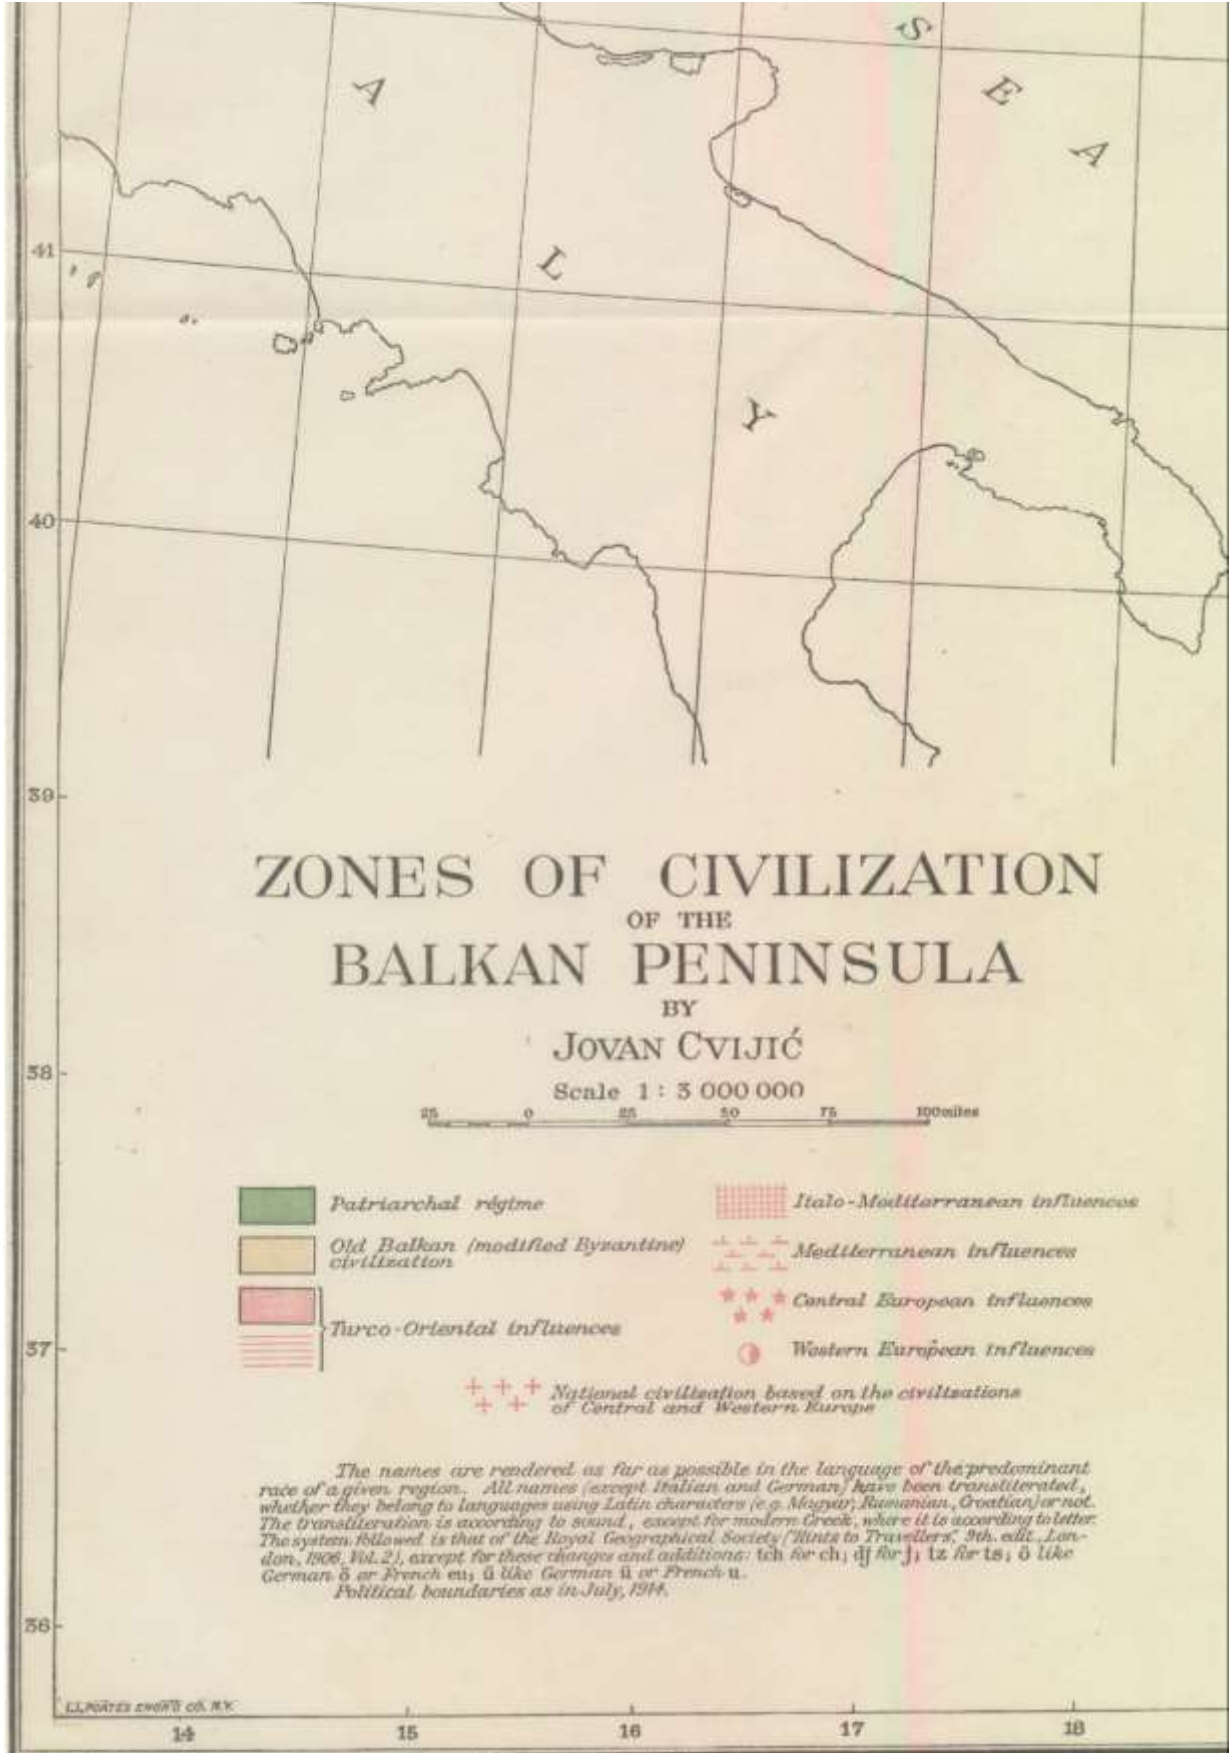 S
A
E
A
41
L
Y
40
39
ZONES OF CIVILIZATION
OF THE
BALKAN PENINSULA
BY
JOVAN CVIJIĆ
38
Scale 1 : 3 000 000
25 0 25 50 75 100 miles
Patriarchal régime
Italo-Mediterranean influences
Old Balkan (modified Byzantine)
civilization
Mediterranean influences
Central European influences
Turco-Oriental influences
37
Western European influences
National civilization based on the civilizations
of Central and Western Europe
The names are rendered as far as possible in the language of the predominant
race of a given region. All names (except Italian and German) have been transliterated,
whether they belong to languages using Latin characters (e.g. Magyar, Rumanian, Croatian) or not.
The transliteration is according to sound, except for modern Greek, where it is according to letter.
The system followed is that of the Royal Geographical Society ("Hints to Travellers", 9th. edit., Lon-
don, 1906, Vol. 2), except for these changes and additions: tch for ch; dj for j; tz for ts; ö like
German ö or French eu; ü like German ü or French u.
Political boundaries as in July, 1914.
36
L.L. POATES ENGR'G CO. N.Y.
14 15 16 17 18